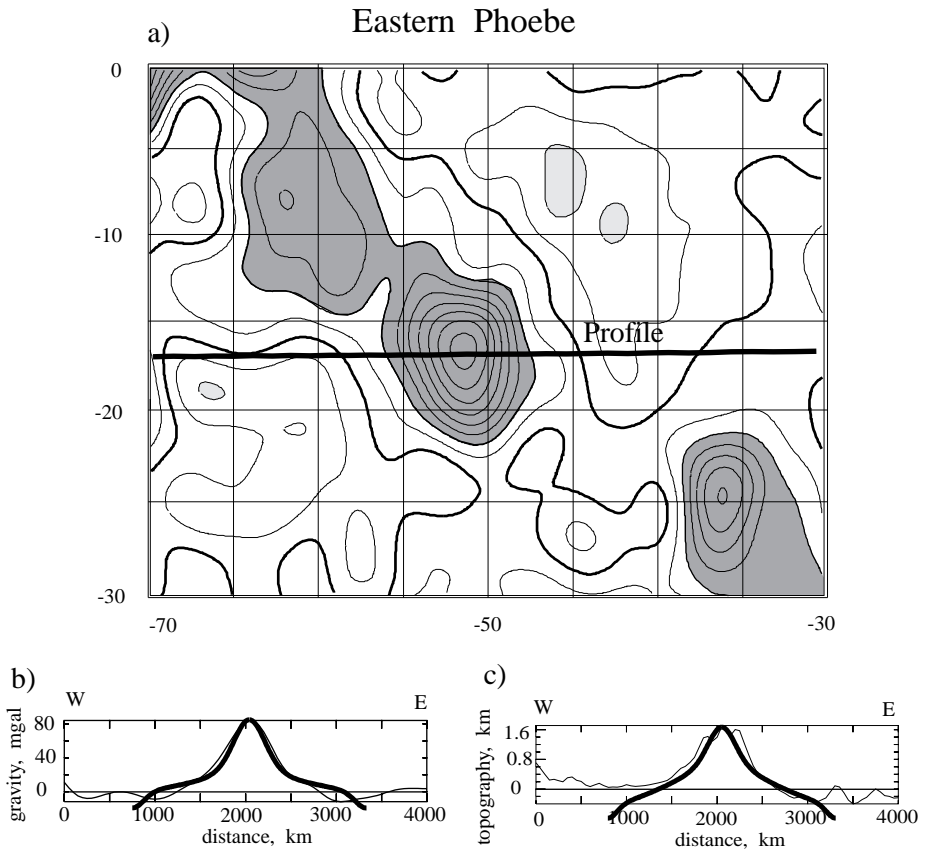 Eastern Phoebe
a)
0
-10
Profile
-20
-30
-70 -50 -30
b)
W E
gravity, mgal
80
40
0
0 1000 2000 3000 4000
distance, km
c)
W E
topography, km
1.6
0.8
0
0 1000 2000 3000 4000
distance, km